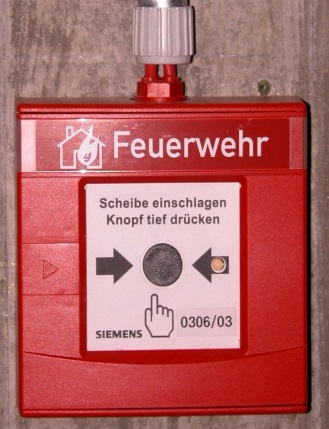 Feuerwehr
Scheibe einschlagen
Knopf tief drücken
SIEMENS
0306/03